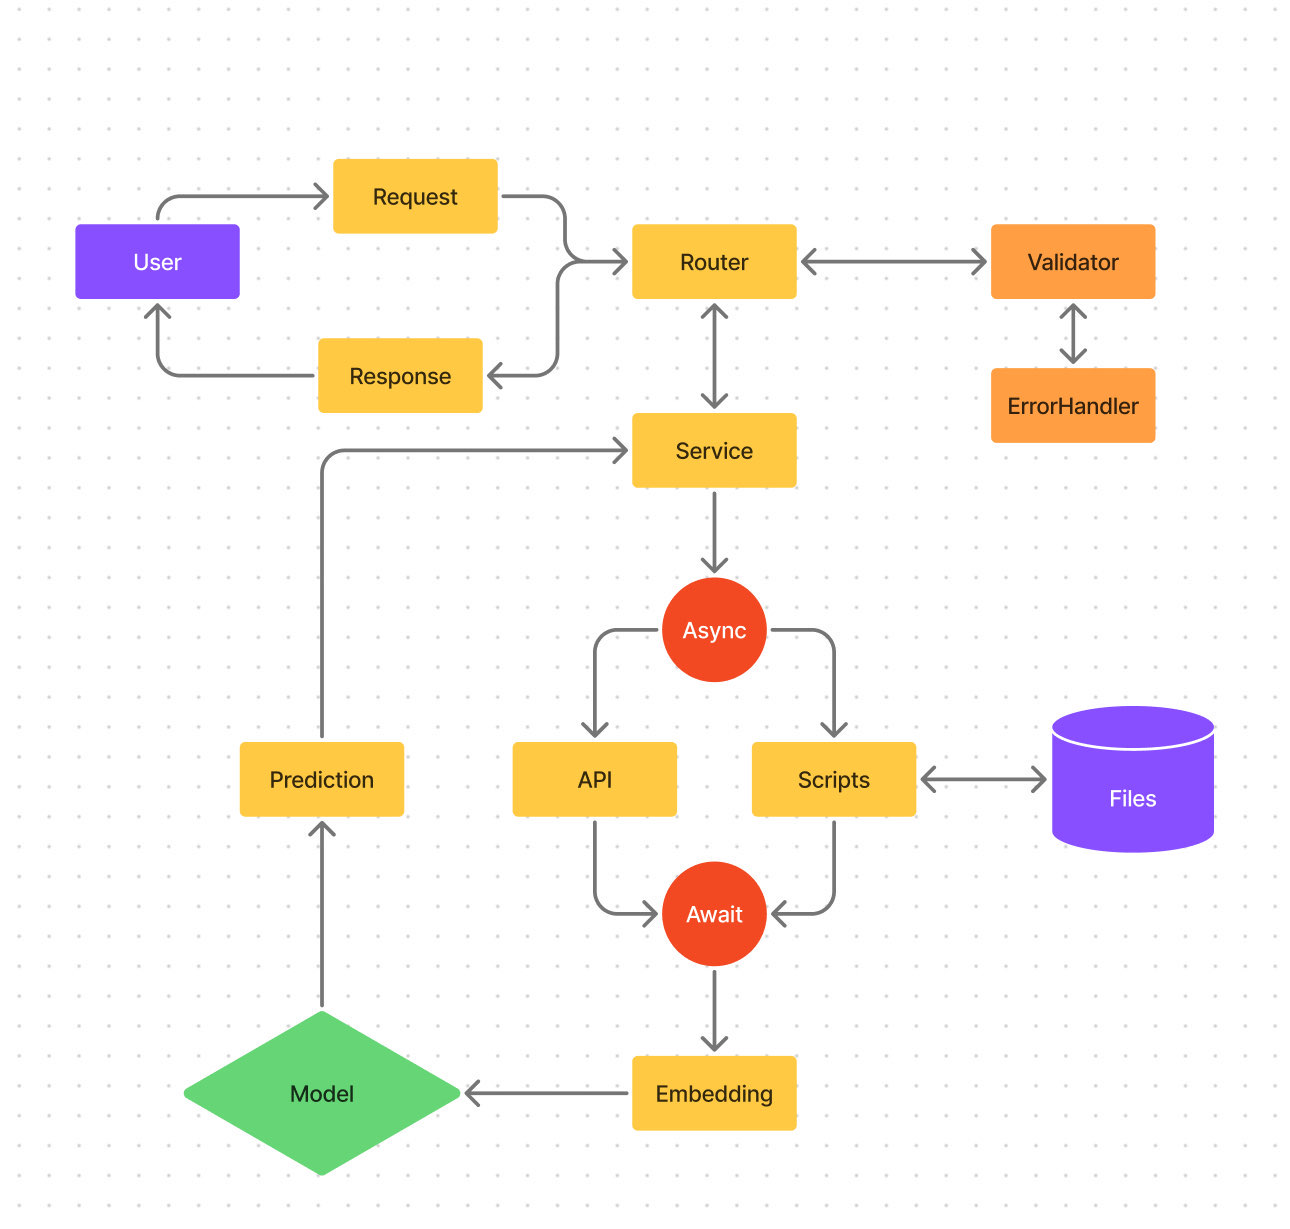 Request
User
Router
Validator
Response
ErrorHandler
Service
Async
Prediction
API
Scripts
Files
Await
Model
Embedding